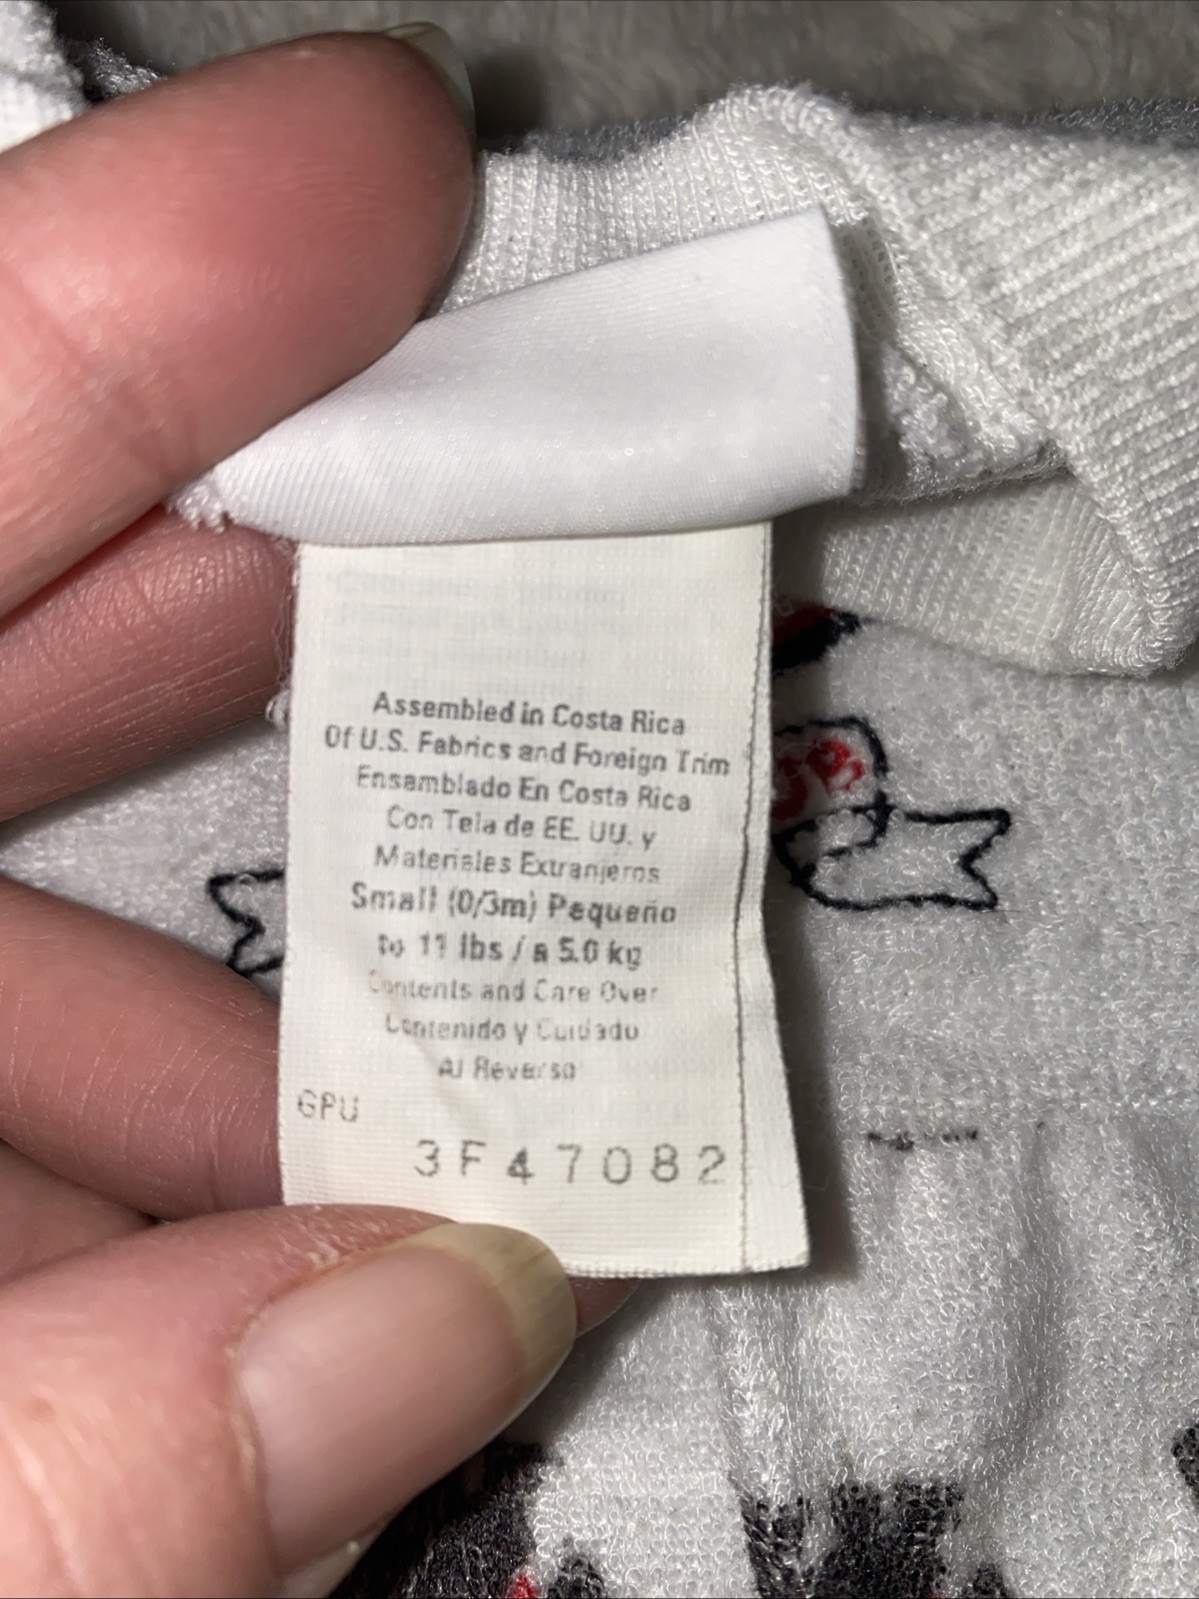 Assembled in Costa Rica
Of U.S. Fabrics and Foreign Trim
Ensamblado En Costa Rica
Con Tela de EE. UU. y
Materiales Extranjeros
Small (0/3m) Pequeño
to 11 lbs / a 5.0 kg
Contents and Care Over
Contenido y Cuidado
Al Reverso
GPU
3F47082